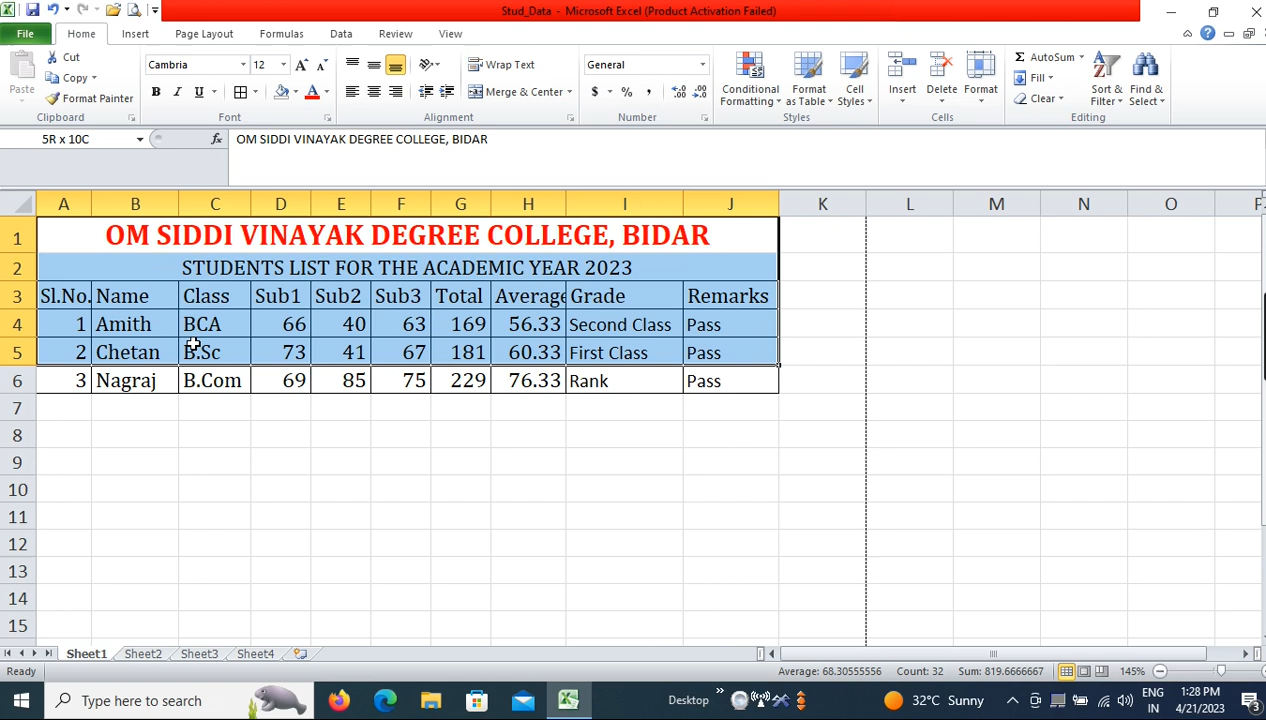 Stud_Data - Microsoft Excel (Product Activation Failed)
File Home Insert Page Layout Formulas Data Review View
Paste
Cut
Copy
Format Painter
Clipboard
Cambria 12
B I U A
Font
Wrap Text
Merge & Center
Alignment
General
$ % ,
Number
Conditional Formatting
Format as Table
Cell Styles
Styles
Insert Delete Format
Cells
Σ AutoSum
Fill
Clear
Sort & Filter
Find & Select
Editing
5R x 10C fx OM SIDDI VINAYAK DEGREE COLLEGE, BIDAR
A B C D E F G H I J K L M N O P
1 OM SIDDI VINAYAK DEGREE COLLEGE, BIDAR
2 STUDENTS LIST FOR THE ACADEMIC YEAR 2023
3 Sl.No. Name Class Sub1 Sub2 Sub3 Total Average Grade Remarks
4 1 Amith BCA 66 40 63 169 56.33 Second Class Pass
5 2 Chetan B.Sc 73 41 67 181 60.33 First Class Pass
6 3 Nagraj B.Com 69 85 75 229 76.33 Rank Pass
7
8
9
10
11
12
13
14
15
Sheet1 Sheet2 Sheet3 Sheet4
Ready Average: 68.30555556 Count: 32 Sum: 819.6666667 145%
Type here to search Desktop 32°C Sunny ENG IN 1:28 PM 4/21/2023 3